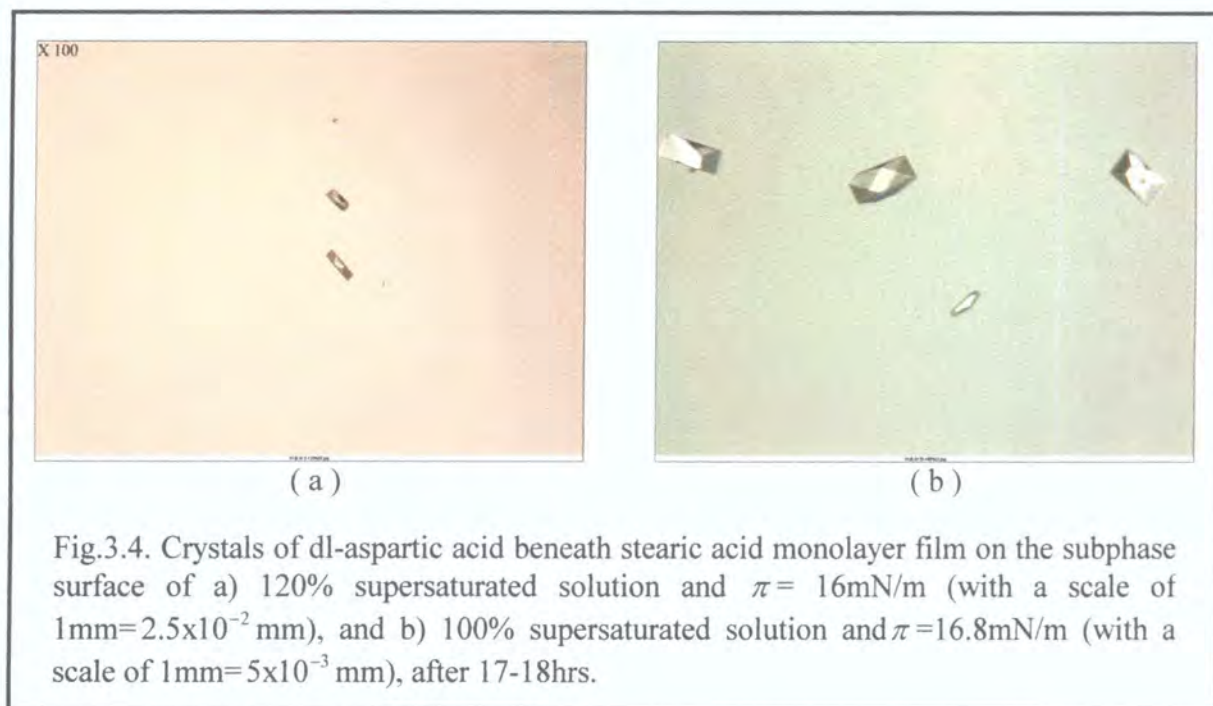 X 100
( a )
( b )
Fig.3.4. Crystals of dl-aspartic acid beneath stearic acid monolayer film on the subphase
surface of a) 120% supersaturated solution and π = 16mN/m (with a scale of
1mm=2.5x10⁻² mm), and b) 100% supersaturated solution and π =16.8mN/m (with a
scale of 1mm=5x10⁻³ mm), after 17-18hrs.